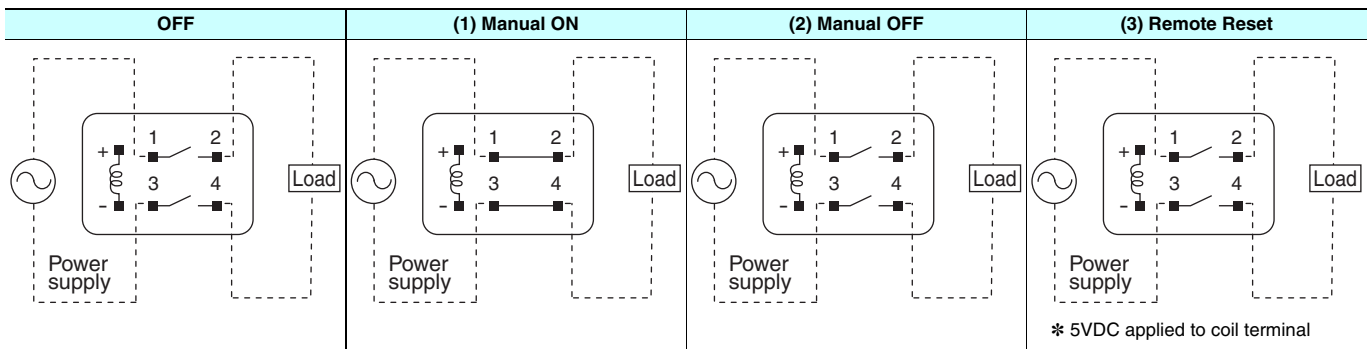 OFF
(1) Manual ON
(2) Manual OFF
(3) Remote Reset
1 2
+
3 4
-
Load
Power
supply
1 2
+
3 4
-
Load
Power
supply
1 2
+
3 4
-
Load
Power
supply
1 2
+
3 4
-
Load
Power
supply
✻ 5VDC applied to coil terminal